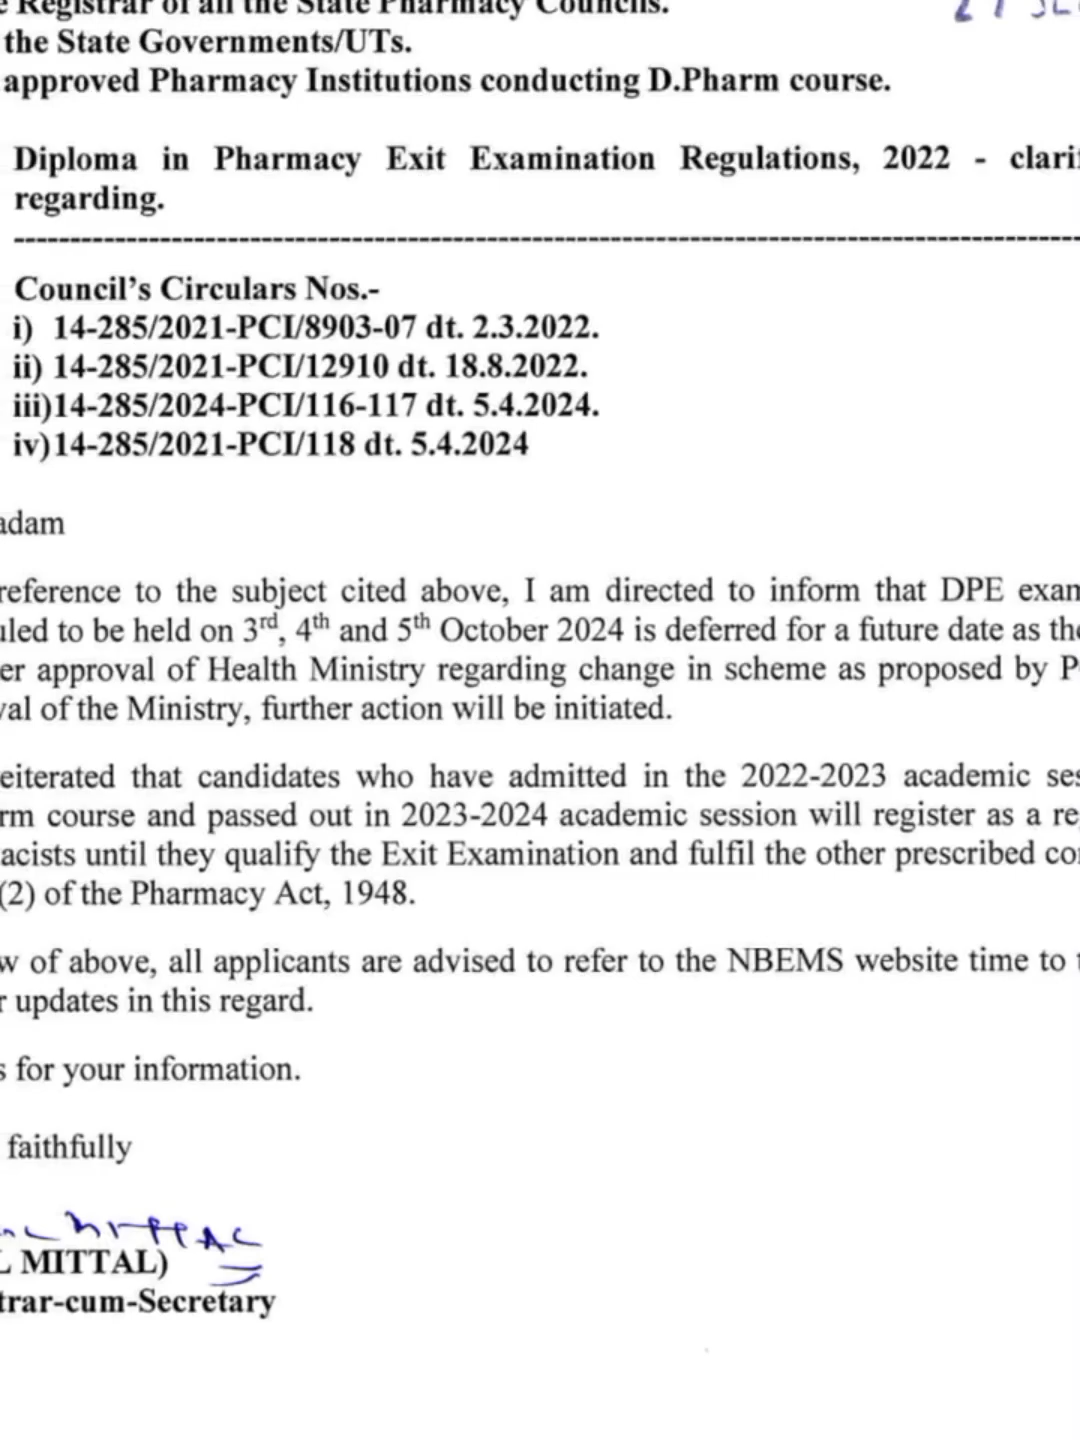 e Registrar of all the State Pharmacy Councils.
the State Governments/UTs.
approved Pharmacy Institutions conducting D.Pharm course.
Diploma in Pharmacy Exit Examination Regulations, 2022 - clarif
regarding.
--------------------------------------------------------------------------------
Council's Circulars Nos.-
i) 14-285/2021-PCI/8903-07 dt. 2.3.2022.
ii) 14-285/2021-PCI/12910 dt. 18.8.2022.
iii)14-285/2024-PCI/116-117 dt. 5.4.2024.
iv)14-285/2021-PCI/118 dt. 5.4.2024
adam
reference to the subject cited above, I am directed to inform that DPE exam
uled to be held on 3rd, 4th and 5th October 2024 is deferred for a future date as the
er approval of Health Ministry regarding change in scheme as proposed by P
val of the Ministry, further action will be initiated.
eiterated that candidates who have admitted in the 2022-2023 academic ses
rm course and passed out in 2023-2024 academic session will register as a re
acists until they qualify the Exit Examination and fulfil the other prescribed co
(2) of the Pharmacy Act, 1948.
w of above, all applicants are advised to refer to the NBEMS website time to t
r updates in this regard.
s for your information.
faithfully
MITTAL
L MITTAL)
trar-cum-Secretary